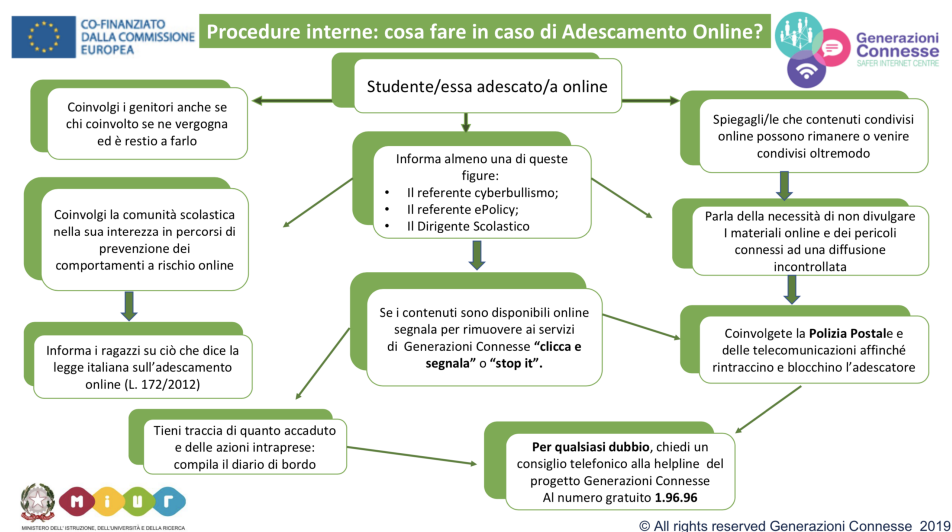 CO-FINANZIATO
DALLA COMMISSIONE
EUROPEA
Procedure interne: cosa fare in caso di Adescamento Online?
Generazioni
Connesse
SAFER INTERNET CENTRE
Studente/essa adescato/a online
Coinvolgi i genitori anche se
chi coinvolto se ne vergogna
ed è restio a farlo
Informa almeno una di queste
figure:
• Il referente cyberbullismo;
• Il referente ePolicy;
• Il Dirigente Scolastico
Spiegagli/le che contenuti condivisi
online possono rimanere o venire
condivisi oltremodo
Coinvolgi la comunità scolastica
nella sua interezza in percorsi di
prevenzione dei
comportamenti a rischio online
Parla della necessità di non divulgare
I materiali online e dei pericoli
connessi ad una diffusione
incontrollata
Se i contenuti sono disponibili online
segnala per rimuovere ai servizi
di Generazioni Connesse “clicca e
segnala” o “stop it”.
Informa i ragazzi su ciò che dice la
legge italiana sull’adescamento
online (L. 172/2012)
Coinvolgete la Polizia Postale e
delle telecomunicazioni affinché
rintraccino e blocchino l’adescatore
Tieni traccia di quanto accaduto
e delle azioni intraprese:
compila il diario di bordo
Per qualsiasi dubbio, chiedi un
consiglio telefonico alla helpline del
progetto Generazioni Connesse
Al numero gratuito 1.96.96
miur
MINISTERO DELL’ ISTRUZIONE, DELL’UNIVERSITÀ E DELLA RICERCA
© All rights reserved Generazioni Connesse 2019